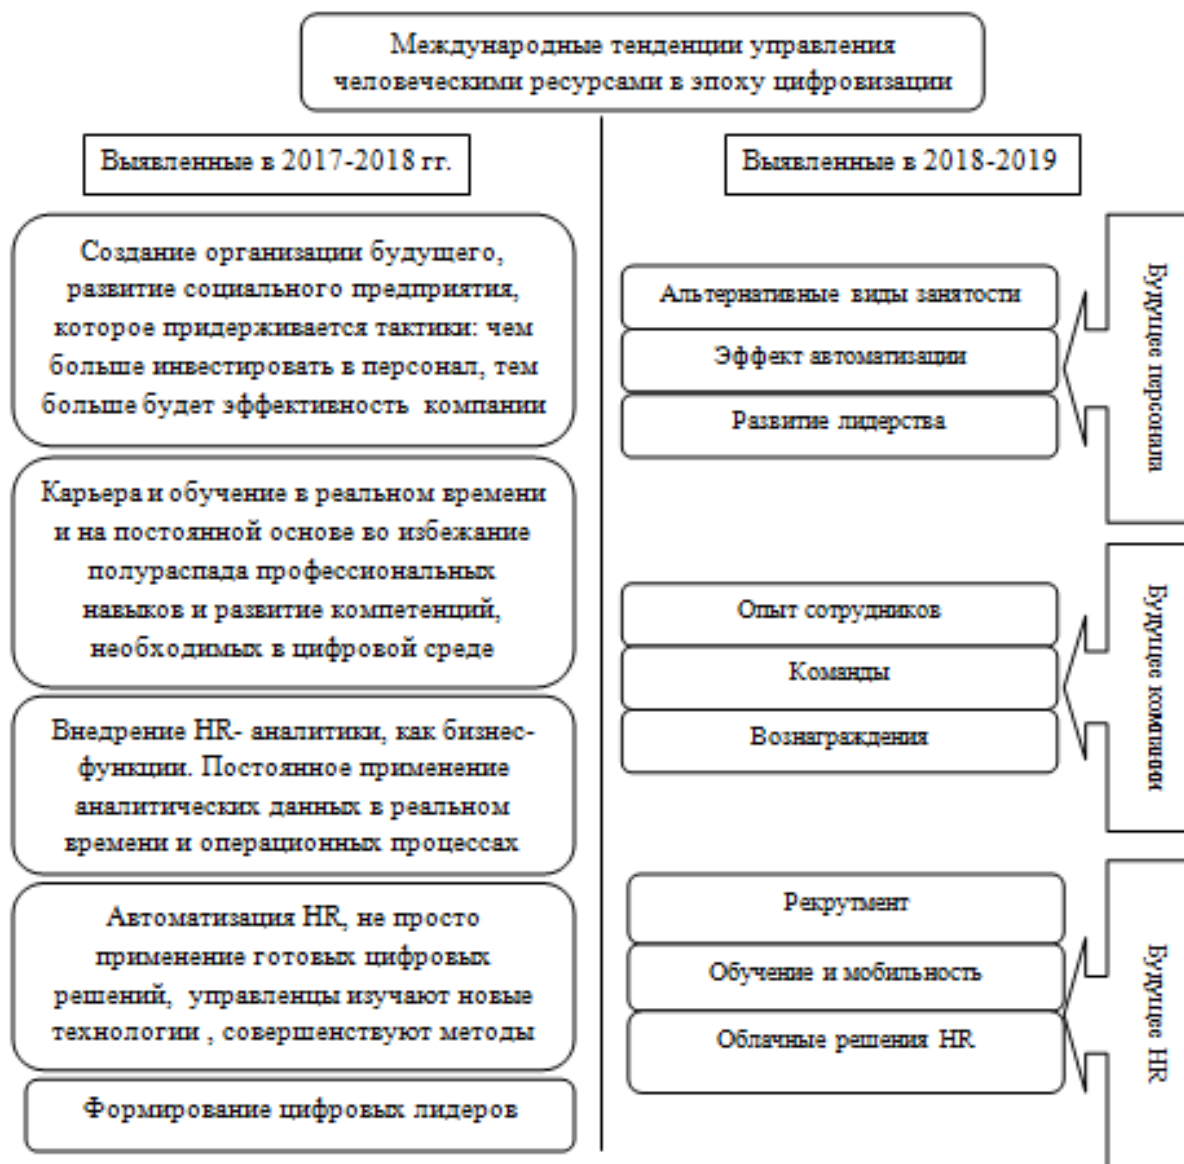 Международные тенденции управления
человеческими ресурсами в эпоху цифровизации
Выявленные в 2017-2018 гг.
Создание организации будущего,
развитие социального предприятия,
которое придерживается тактики: чем
больше инвестировать в персонал, тем
больше будет эффективность компании
Карьера и обучение в реальном времени
и на постоянной основе во избежание
полураспада профессиональных
навыков и развитие компетенций,
необходимых в цифровой среде
Внедрение HR- аналитики, как бизнес-
функции. Постоянное применение
аналитических данных в реальном
времени и операционных процессах
Автоматизация HR, не просто
применение готовых цифровых
решений, управленцы изучают новые
технологии , совершенствуют методы
Формирование цифровых лидеров
Выявленные в 2018-2019
Альтернативные виды занятости
Эффект автоматизации
Развитие лидерства
Будущее персонала
Опыт сотрудников
Команды
Вознаграждения
Будущее компании
Рекрутмент
Обучение и мобильность
Облачные решения HR
Будущее HR